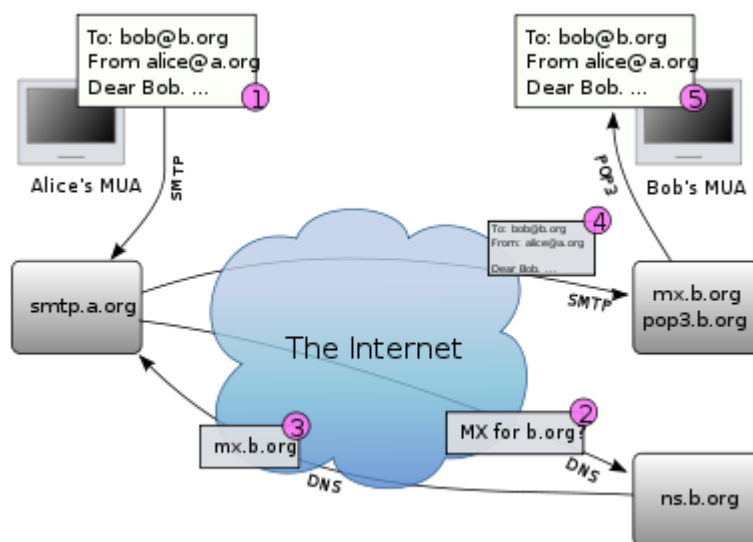 To: bob@b.org
From alice@a.org
Dear Bob. ...
1
To: bob@b.org
From alice@a.org
Dear Bob. ...
5
Alice's MUA
SMTP
POP3
Bob's MUA
4
To: bob@b.org
From: alice@a.org
Dear Bob. ...
smtp.a.org
SMTP
mx.b.org
pop3.b.org
The Internet
3
mx.b.org
DNS
2
MX for b.org?
DNS
ns.b.org